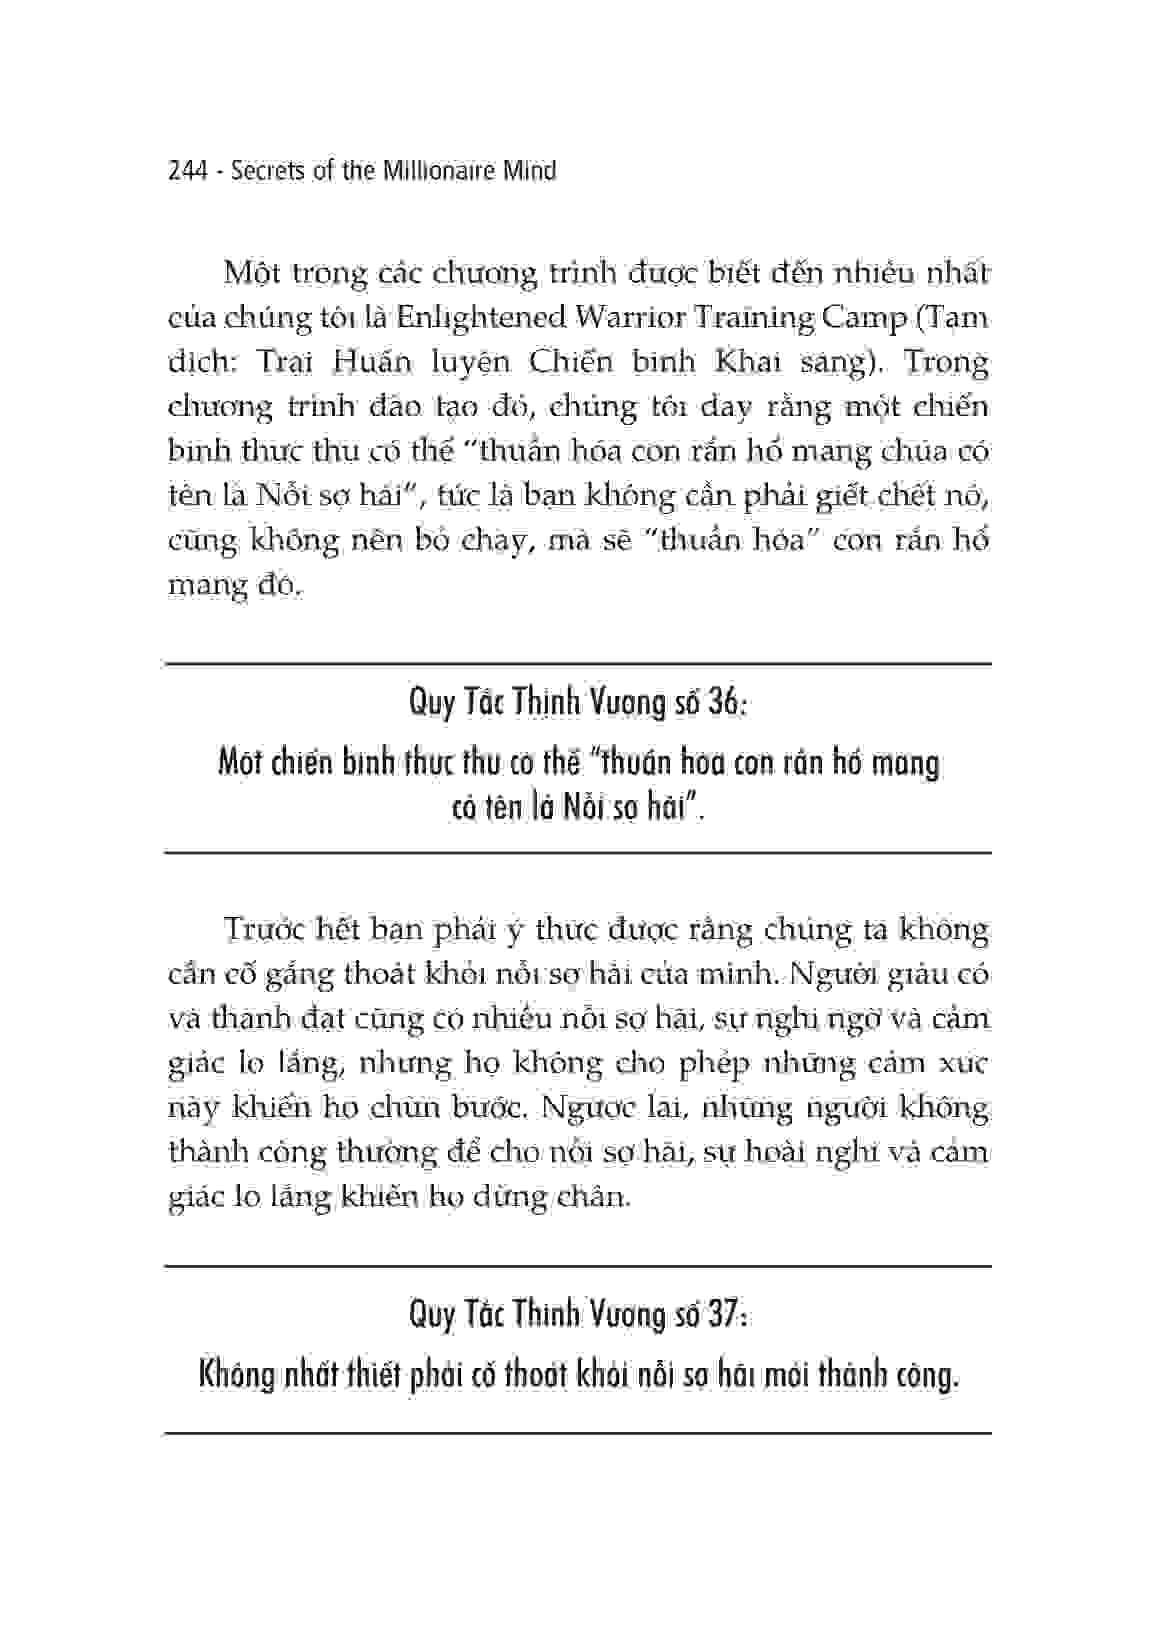 244 - Secrets of the Millionaire Mind
Một trong các chương trình được biết đến nhiều nhất
của chúng tôi là Enlightened Warrior Training Camp (Tạm
dịch: Trại Huấn luyện Chiến binh Khai sáng). Trong
chương trình đào tạo đó, chúng tôi dạy rằng một chiến
binh thực thụ có thể “thuần hóa con rắn hổ mang chúa có
tên là Nỗi sợ hãi”, tức là bạn không cần phải giết chết nó,
cũng không nên bỏ chạy, mà sẽ “thuần hóa” con rắn hổ
mang đó.
Quy Tắc Thịnh Vượng số 36:
Một chiến binh thực thụ có thể “thuần hóa con rắn hổ mang
có tên là Nỗi sợ hãi”.
Trước hết bạn phải ý thức được rằng chúng ta không
cần cố gắng thoát khỏi nỗi sợ hãi của mình. Người giàu có
và thành đạt cũng có nhiều nỗi sợ hãi, sự nghi ngờ và cảm
giác lo lắng, nhưng họ không cho phép những cảm xúc
này khiến họ chùn bước. Ngược lại, những người không
thành công thường để cho nỗi sợ hãi, sự hoài nghi và cảm
giác lo lắng khiến họ dừng chân.
Quy Tắc Thịnh Vượng số 37:
Không nhất thiết phải cố thoát khỏi nỗi sợ hãi mới thành công.